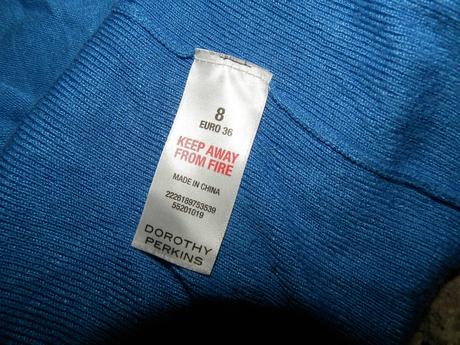 8
EURO 36
KEEP AWAY
FROM FIRE
MADE IN CHINA
2226189753539
55201019
DOROTHY
PERKINS